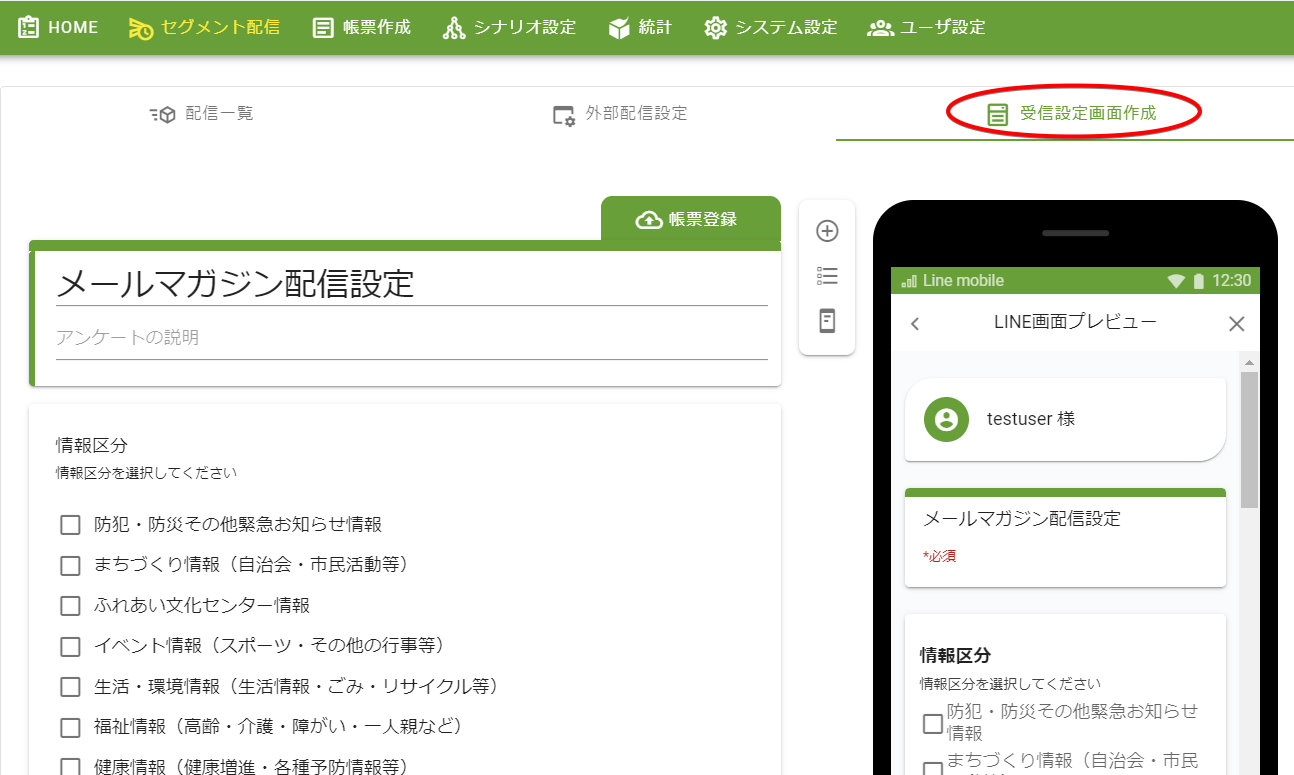 HOME セグメント配信 帳票作成 シナリオ設定 統計 システム設定 ユーザ設定
配信一覧 外部配信設定 受信設定画面作成
帳票登録
メールマガジン配信設定
アンケートの説明
情報区分
情報区分を選択してください
防犯・防災その他緊急お知らせ情報
まちづくり情報（自治会・市民活動等）
ふれあい文化センター情報
イベント情報（スポーツ・その他の行事等）
生活・環境情報（生活情報・ごみ・リサイクル等）
福祉情報（高齢・介護・障がい・一人親など）
健康情報（健康増進・各種予防情報等）
Line mobile 12:30
LINE画面プレビュー
testuser 様
メールマガジン配信設定
*必須
情報区分
情報区分を選択してください
防犯・防災その他緊急お知らせ
情報
まちづくり情報（自治会・市民